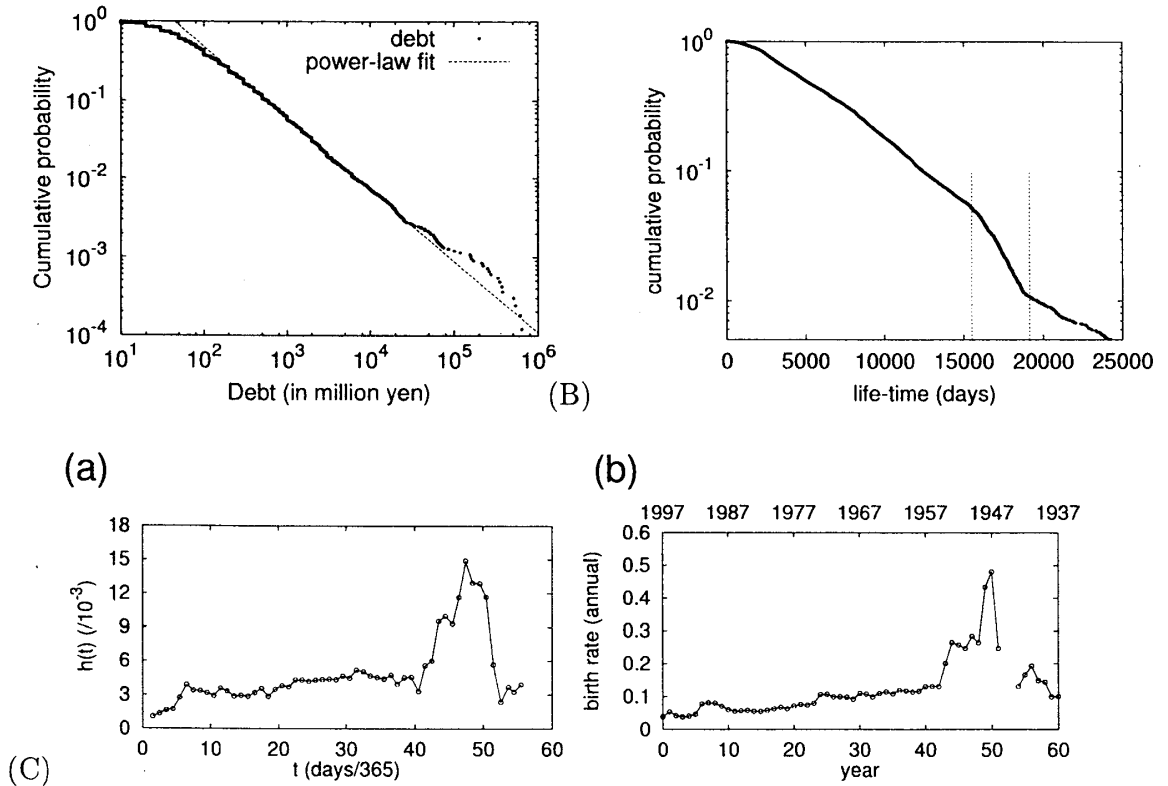 10^0
10^-1
10^-2
10^-3
10^-4
Cumulative probability
debt
power-law fit
10^1 10^2 10^3 10^4 10^5 10^6
Debt (in million yen)
(B)
10^0
10^-1
10^-2
cumulative probability
0 5000 10000 15000 20000 25000
life-time (days)
(a)
18
15
12
9
6
3
0
h(t) (/10^-3)
0 10 20 30 40 50 60
t (days/365)
(C)
(b)
1997 1987 1977 1967 1957 1947 1937
0.6
0.5
0.4
0.3
0.2
0.1
0
birth rate (annual)
0 10 20 30 40 50 60
year